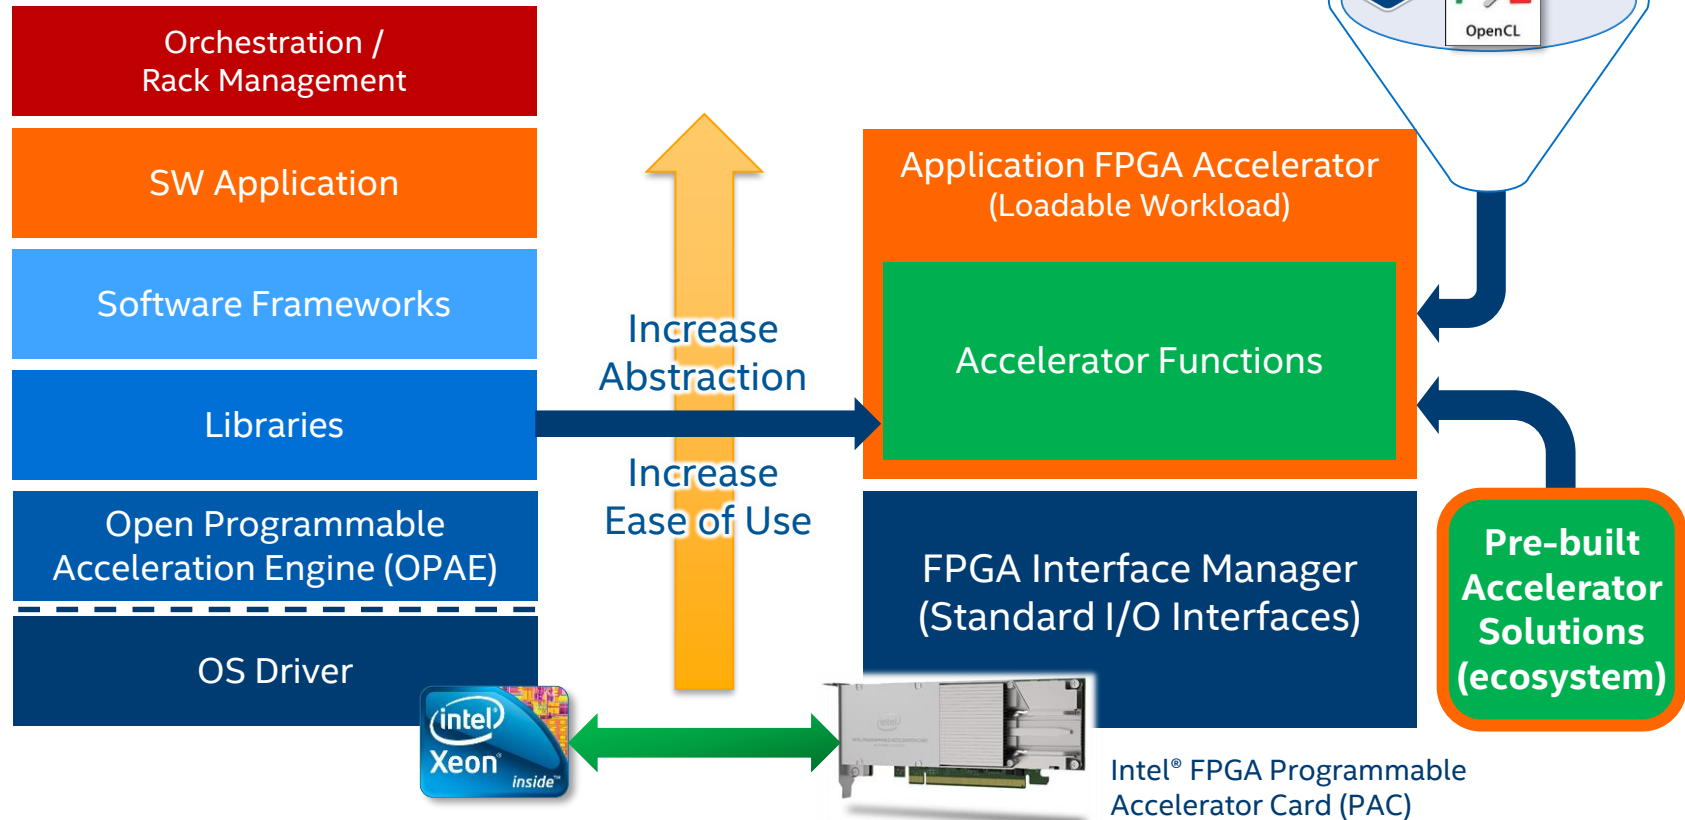 Orchestration /
Rack Management
SW Application
Software Frameworks
Libraries
Open Programmable
Acceleration Engine (OPAE)
OS Driver
intel
Xeon
inside™
Increase
Abstraction
Increase
Ease of Use
OpenCL
Application FPGA Accelerator
(Loadable Workload)
Accelerator Functions
FPGA Interface Manager
(Standard I/O Interfaces)
intel
Pre-built
Accelerator
Solutions
(ecosystem)
Intel® FPGA Programmable
Accelerator Card (PAC)